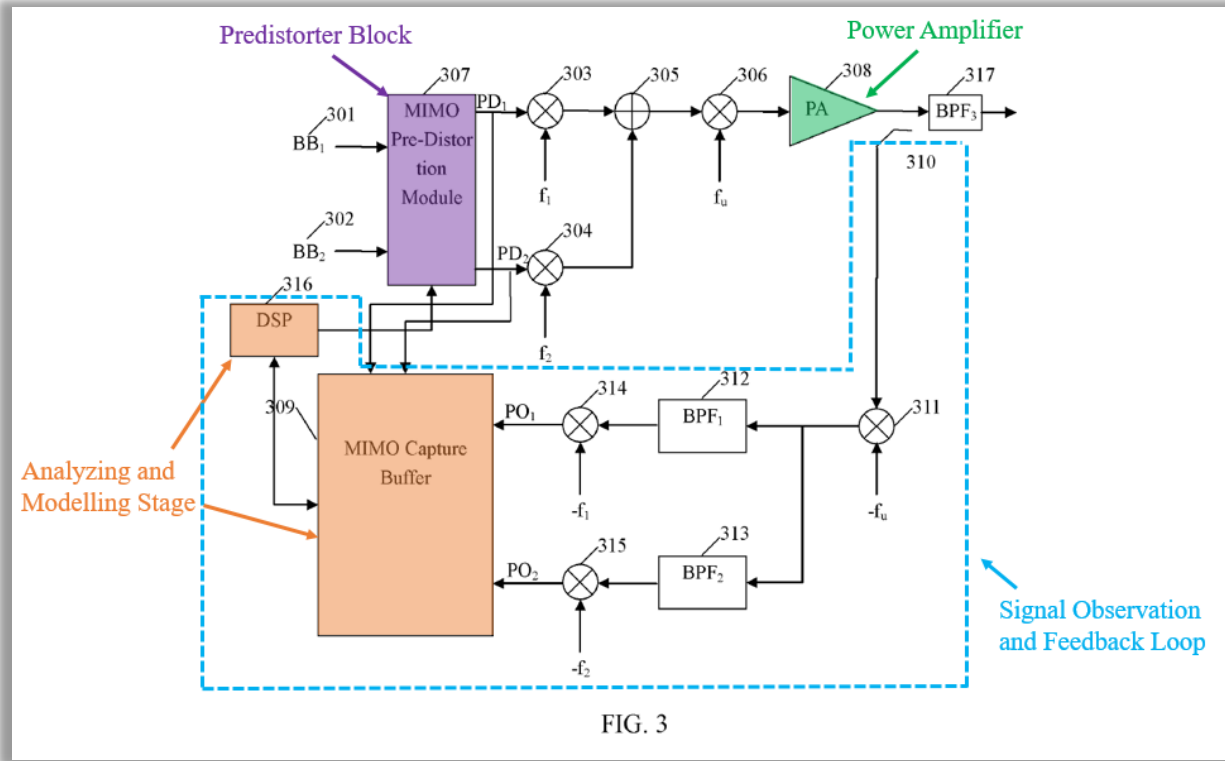 Predistorter Block
Power Amplifier
307
303
305
306
308
317
301
MIMO
Pre-Distor
tion
Module
PD₁
PA
BPF₃
BB₁
f₁
fᵤ
310
302
BB₂
PD₂
304
316
DSP
f₂
309
MIMO Capture
Buffer
PO₁
314
312
BPF₁
311
-f₁
-fᵤ
315
313
PO₂
BPF₂
-f₂
Analyzing and
Modelling Stage
Signal Observation
and Feedback Loop
FIG. 3